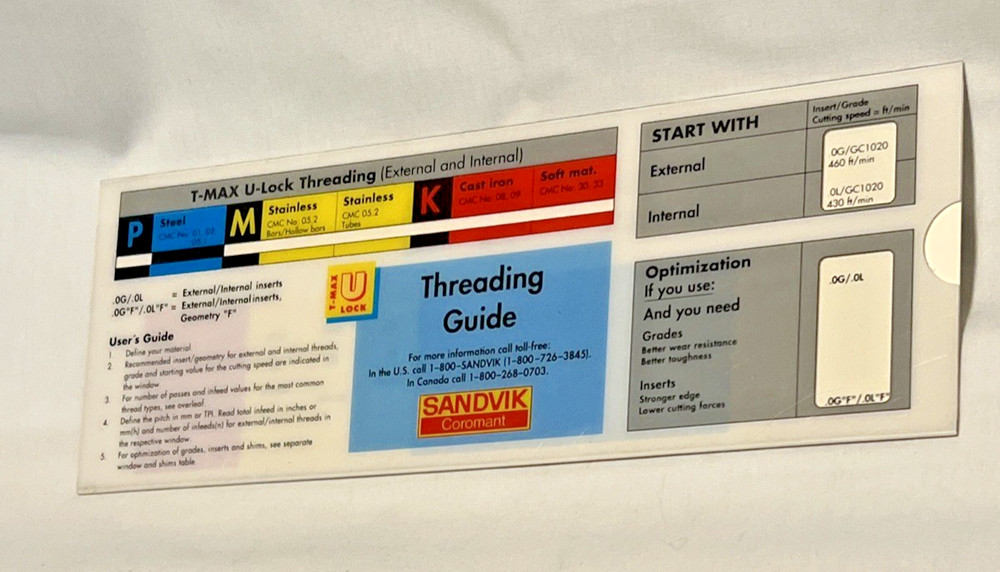 T-MAX U-Lock Threading (External and Internal)
P
Steel
CMC No. 01, 02
M
Stainless
CMC No. 05.2
Bars/Hollow bars
Stainless
CMC 05.2
Tubes
K
Cast iron
CMC No. 08, 09
Soft mat.
CMC No. 30, 33
.0G/.0L = External/Internal inserts
.0G"F"/.0L"F" = External/Internal inserts,
Geometry "F"
User's Guide
1. Define your material.
2. Recommended insert/geometry for external and internal threads,
grade and starting value for the cutting speed are indicated in
the window.
3. For number of passes and infeed values for the most common
thread types, see overleaf.
4. Define the pitch in mm or TPI. Read total infeed in inches or
mm(h) and number of infeeds(n) for external/internal threads in
the respective window.
5. For optimization of grades, inserts and shims, see separate
window and shims table.
T-MAX
U
LOCK
Threading
Guide
For more information call toll-free:
In the U.S. call 1-800-SANDVIK (1-800-726-3845).
In Canada call 1-800-268-0703.
SANDVIK
Coromant
START WITH
Insert/Grade
Cutting speed = ft/min
External
0G/GC1020
460 ft/min
Internal
0L/GC1020
430 ft/min
Optimization
If you use:
.0G/.0L
And you need
Grades
Better wear resistance
Better toughness
Inserts
Stronger edge
Lower cutting forces
.0G"F"/.0L"F"